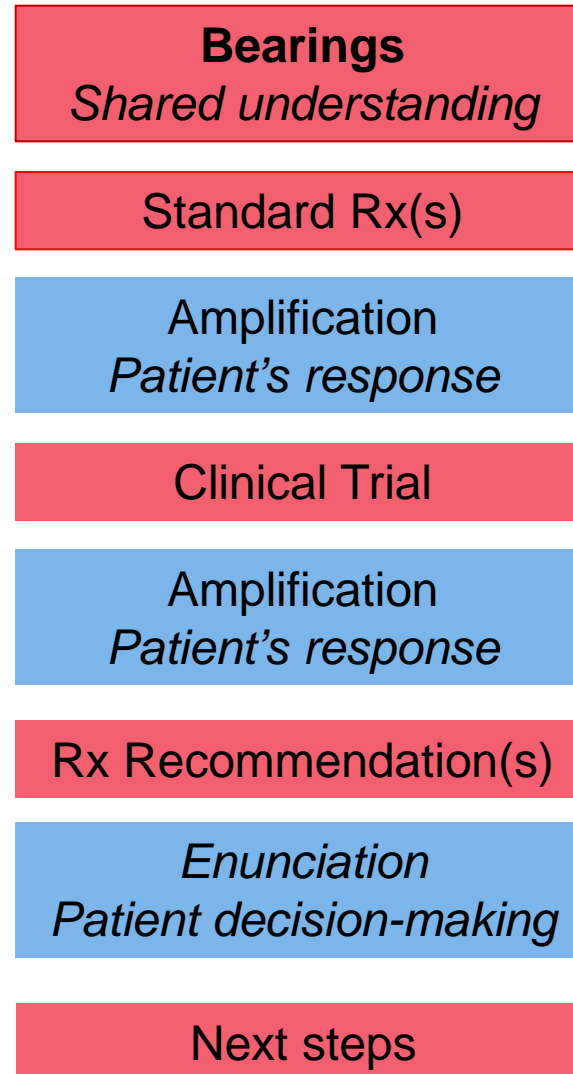 Bearings
Shared understanding
Standard Rx(s)
Amplification
Patient’s response
Clinical Trial
Amplification
Patient’s response
Rx Recommendation(s)
Enunciation
Patient decision-making
Next steps